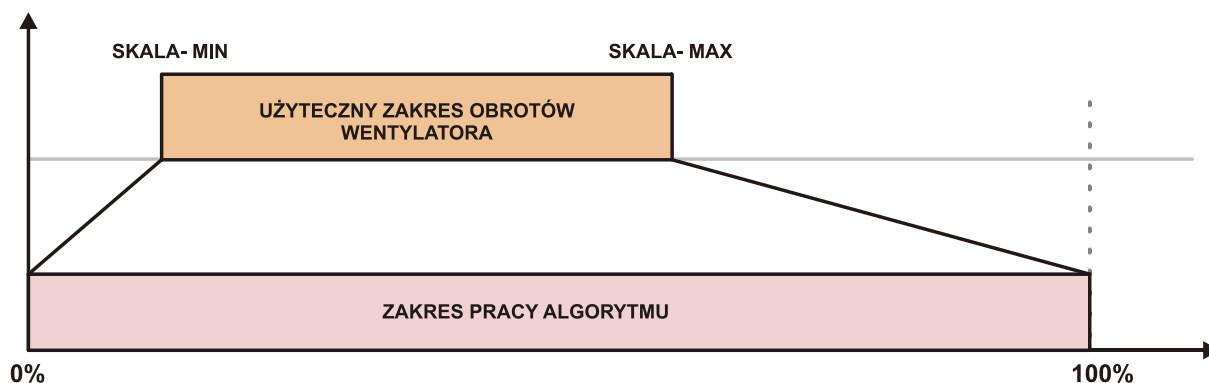 SKALA- MIN
SKALA- MAX
UŻYTECZNY ZAKRES OBROTÓW
WENTYLATORA
ZAKRES PRACY ALGORYTMU
0%
100%